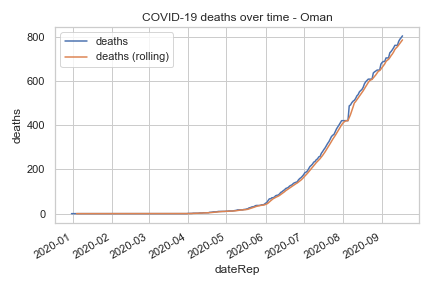 COVID-19 deaths over time - Oman
deaths
deaths (rolling)
deaths
800
600
400
200
0
2020-01
2020-02
2020-03
2020-04
2020-05
2020-06
2020-07
2020-08
2020-09
dateRep